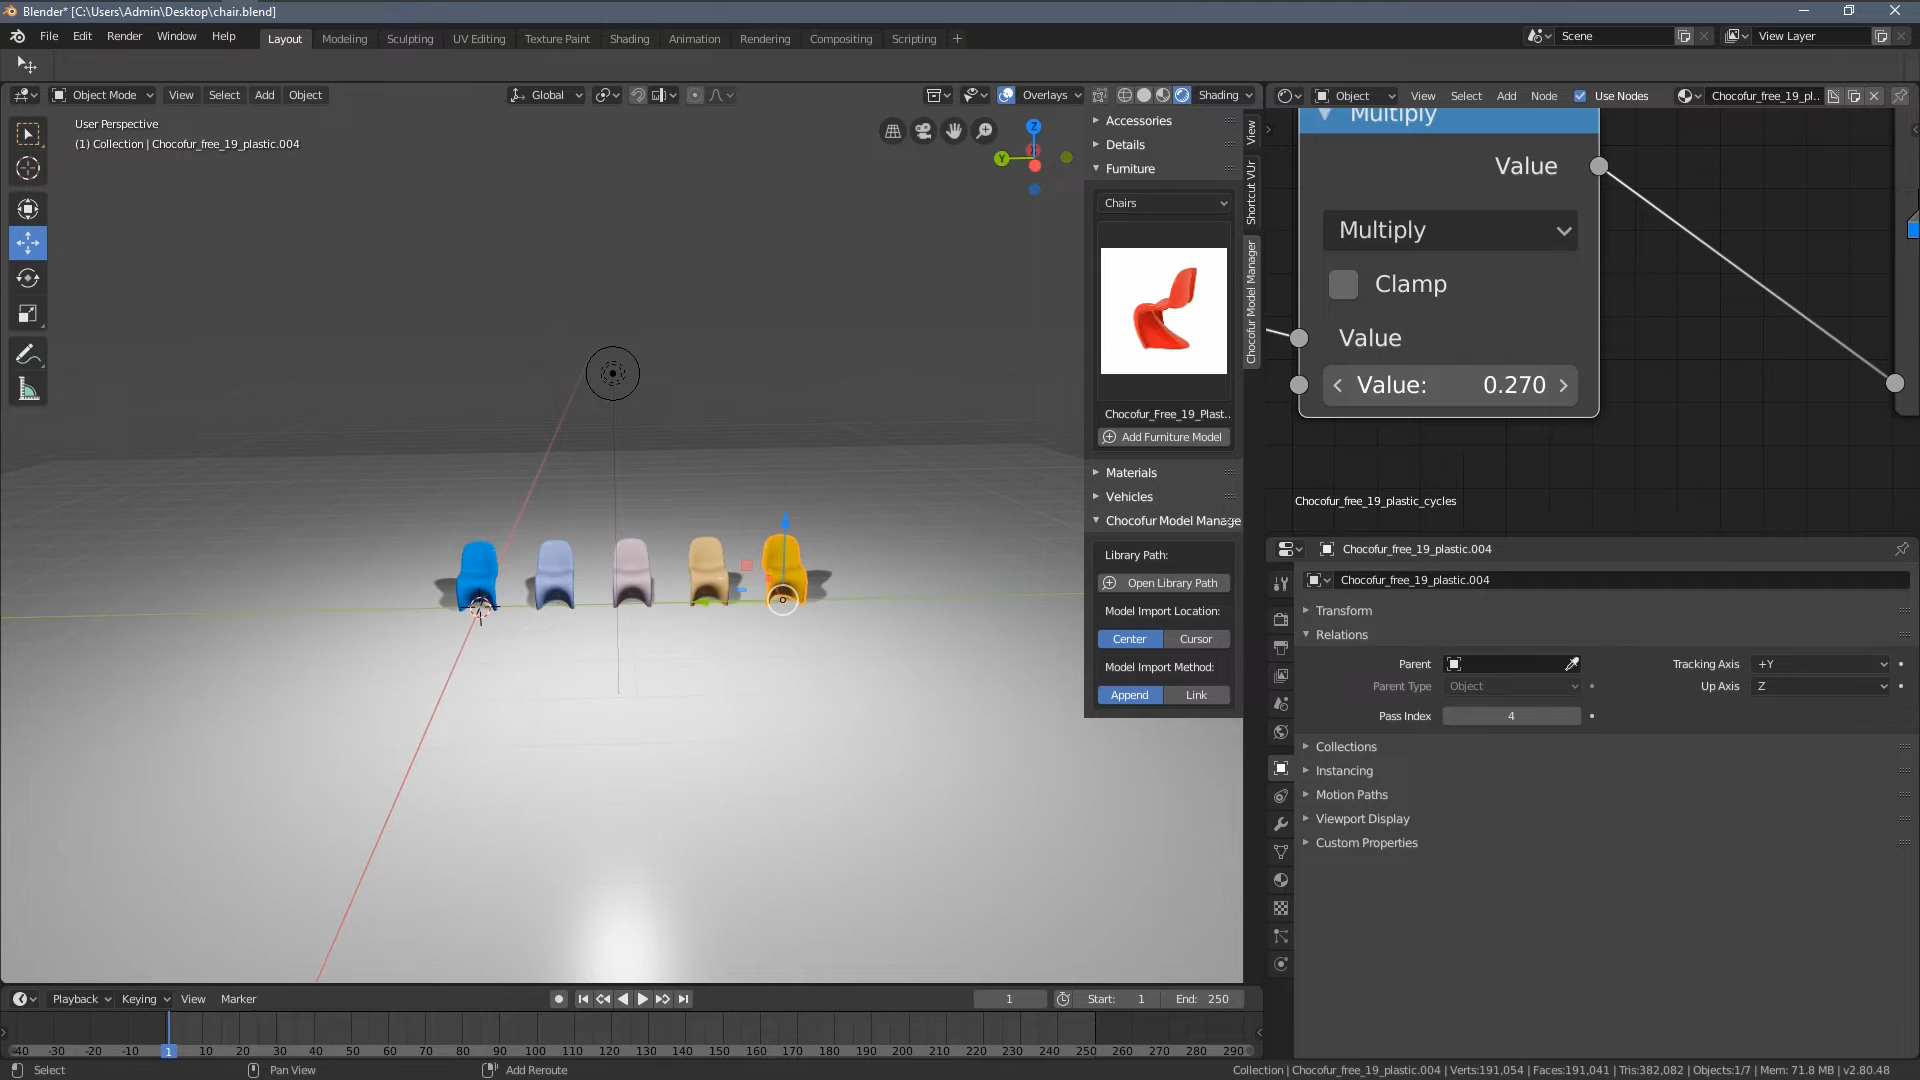 Blender* [C:\Users\Admin\Desktop\chair.blend]
File Edit Render Window Help Layout Modeling Sculpting UV Editing Texture Paint Shading Animation Rendering Compositing Scripting + Scene View Layer
Object Mode View Select Add Object Global Overlays Shading
Object View Select Add Node Use Nodes Chocofur_free_19_pl...
User Perspective
(1) Collection | Chocofur_free_19_plastic.004
Z
Y
X
Accessories
Details
Furniture
Chairs
Chocofur_Free_19_Plast..
Add Furniture Model
Materials
Vehicles
Chocofur Model Manage
Library Path:
Open Library Path
Model Import Location:
Center Cursor
Model Import Method:
Append Link
View
Shortcut VUr
Chocofur Model Manager
Multiply
Value
Multiply
Clamp
Value
Value: 0.270
Chocofur_free_19_plastic_cycles
Chocofur_free_19_plastic.004
Chocofur_free_19_plastic.004
Transform
Relations
Parent Tracking Axis +Y
Parent Type Object Up Axis Z
Pass Index 4
Collections
Instancing
Motion Paths
Viewport Display
Custom Properties
Playback Keying View Marker 1 Start: 1 End: 250
-40 -30 -20 -10 1 10 20 30 40 50 60 70 80 90 100 110 120 130 140 150 160 170 180 190 200 210 220 230 240 250 260 270 280 290
Select Pan View Add Reroute Collection | Chocofur_free_19_plastic.004 | Verts:191,054 | Faces:191,041 | Tris:382,082 | Objects:1/7 | Mem: 71.8 MB | v2.80.48